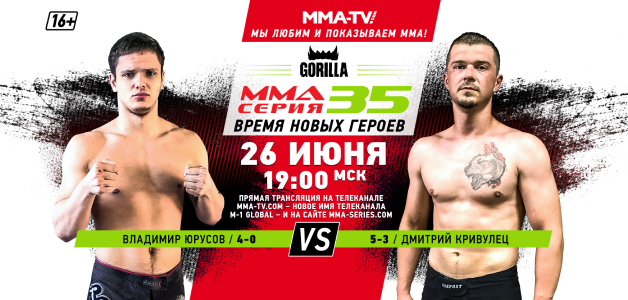 16+
MMA-TV.COM
МЫ ЛЮБИМ И ПОКАЗЫВАЕМ ММА!
GORILLA
ММА СЕРИЯ 35
ВРЕМЯ НОВЫХ ГЕРОЕВ
26 ИЮНЯ
19:00 МСК
ПРЯМАЯ ТРАНСЛЯЦИЯ НА ТЕЛЕКАНАЛЕ
MMA-TV.COM – НОВОЕ ИМЯ ТЕЛЕКАНАЛА
M-1 GLOBAL – И НА САЙТЕ MMA-SERIES.COM
ВЛАДИМИР ЮРУСОВ / 4-0
VS
5-3 / ДМИТРИЙ КРИВУЛЕЦ